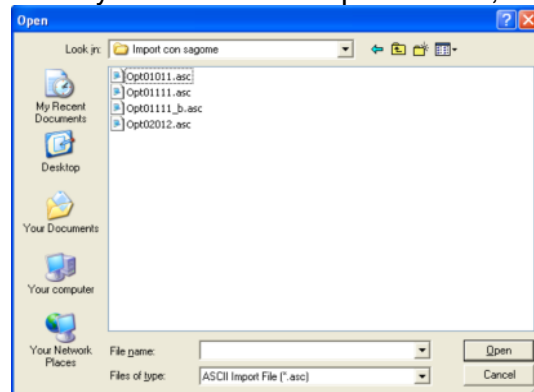 Open
Look in: Import con sagome
Opt01011.asc
Opt01111.asc
Opt01111_b.asc
Opt02012.asc
My Recent
Documents
Desktop
Your Documents
Your computer
Your Network
Places
File name:
Open
Files of type: ASCII Import File (*.asc)
Cancel